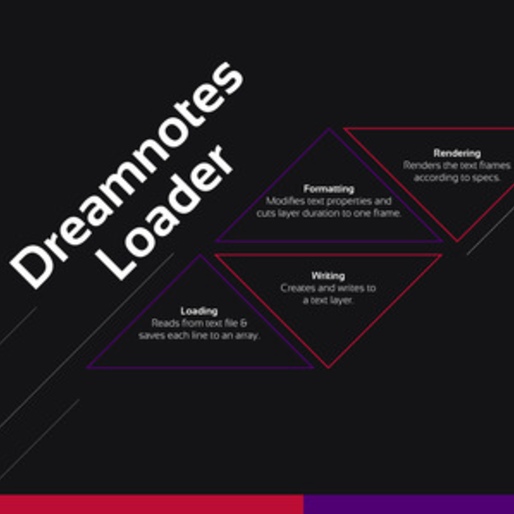 Dreamnotes
Loader
Rendering
Renders the text frames
according to specs.
Formatting
Modifies text properties and
cuts layer duration to one frame.
Writing
Creates and writes to
a text layer.
Loading
Reads from text file &
saves each line to an array.